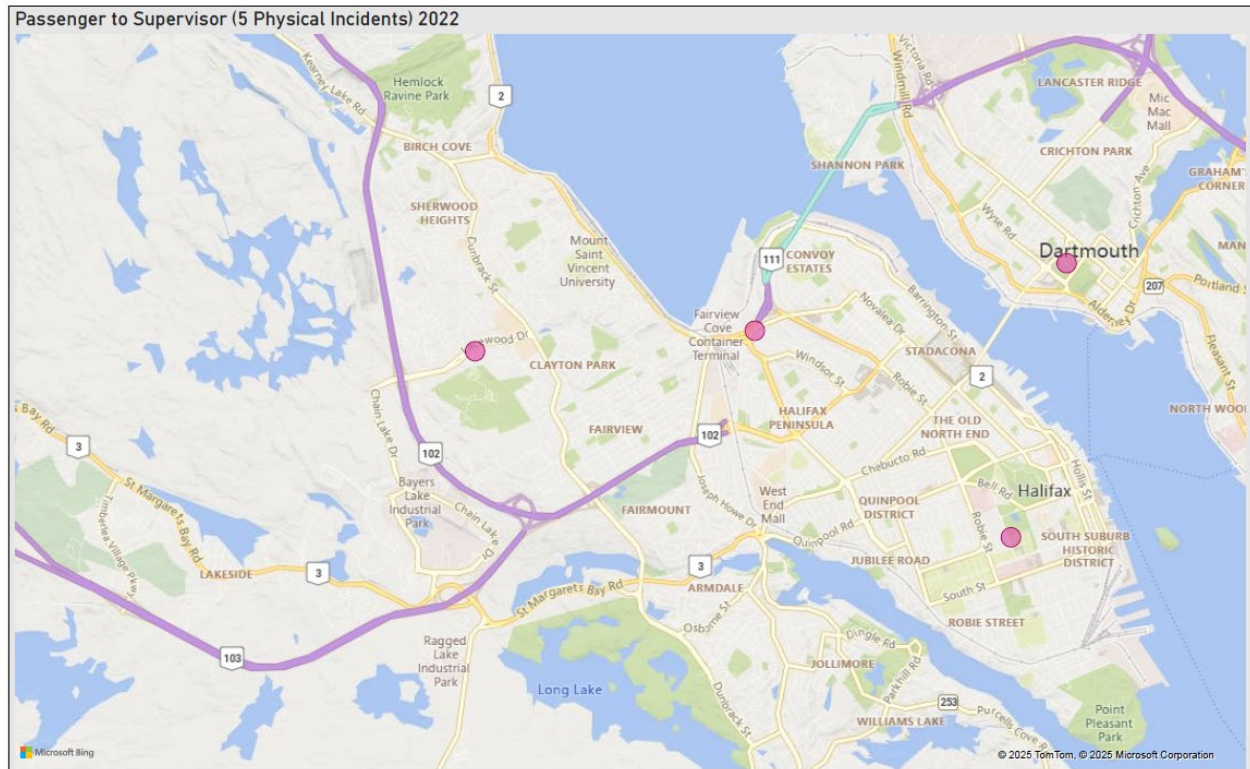 Passenger to Supervisor (5 Physical Incidents) 2022
Kearney Lake Rd
Hemlock
Ravine Park
2
BIRCH COVE
SHERWOOD
HEIGHTS
Dunbrack St
Mount
Saint
Vincent
University
CLAYTON PARK
FAIRVIEW
Chain Lake Dr
102
Bayers
Lake
Industrial
Park
Chain Lake Dr
FAIRMOUNT
3
St Margarets Bay Rd
Timberlea Village Pkwy
LAKESIDE
3
103
Ragged
Lake
Industrial
Park
St Margarets Bay Rd
Long Lake
Dunbrack St
Osborne St
ARMDALE
3
Victoria Rd
Windmill Rd
LANCASTER RIDGE
Mic
Mac
Mall
SHANNON PARK
CRICHTON PARK
Crichton Ave
Wyse Rd
Dartmouth
207
Portland
Alderney Dr
Pleasant St
111
CONVOY
ESTATES
Fairview
Cove
Container
Terminal
Novalea Dr
Barrington St
STADACONA
2
Windsor St
Robie St
HALIFAX
PENINSULA
THE OLD
NORTH END
102
Chebucto Rd
Hollis St
Bell Rd
Halifax
West
End
Mall
Joseph Howe Dr
QUINPOOL
DISTRICT
Quinpool Rd
Robie St
SOUTH SUBURB
HISTORIC
DISTRICT
JUBILEE ROAD
South St
ROBIE STREET
Dingle Rd
JOLLIMORE
Parkhill Rd
253
WILLIAMS LAKE
Purcells Cove
Point
Pleasant
Park
Microsoft Bing
© 2025 TomTom, © 2025 Microsoft Corporation